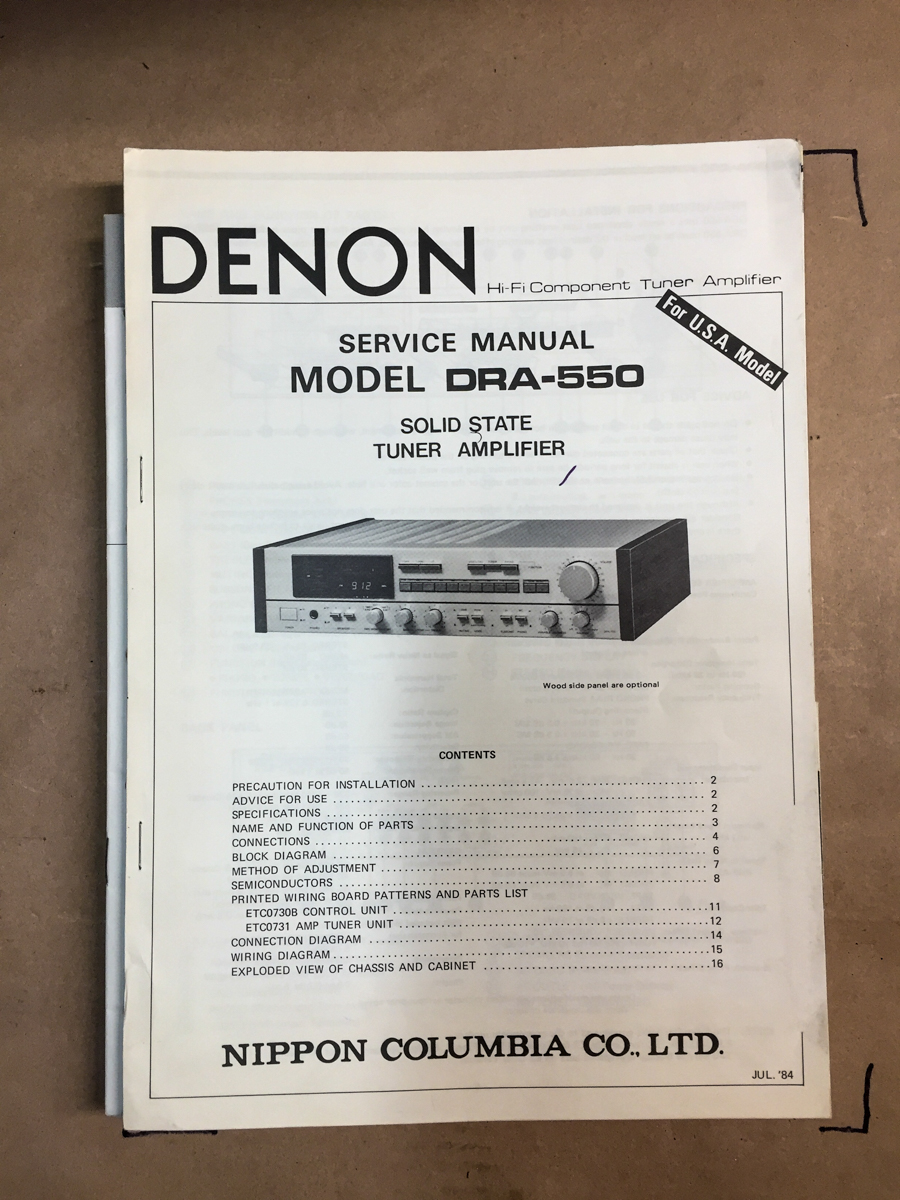 DENON
Hi-Fi Component Tuner Amplifier
For U.S.A. Model
SERVICE MANUAL
MODEL DRA-550
SOLID STATE
TUNER AMPLIFIER
912
Wood side panel are optional
CONTENTS
PRECAUTION FOR INSTALLATION ........................................ 2
ADVICE FOR USE ........................................ 2
SPECIFICATIONS ........................................ 2
NAME AND FUNCTION OF PARTS ........................................ 3
CONNECTIONS ........................................ 4
BLOCK DIAGRAM ........................................ 6
METHOD OF ADJUSTMENT ........................................ 7
SEMICONDUCTORS ........................................ 8
PRINTED WIRING BOARD PATTERNS AND PARTS LIST
ETC0730B CONTROL UNIT ........................................ 11
ETC0731 AMP TUNER UNIT ........................................ 12
CONNECTION DIAGRAM ........................................ 14
WIRING DIAGRAM ........................................ 15
EXPLODED VIEW OF CHASSIS AND CABINET ........................................ 16
NIPPON COLUMBIA CO., LTD.
JUL. '84